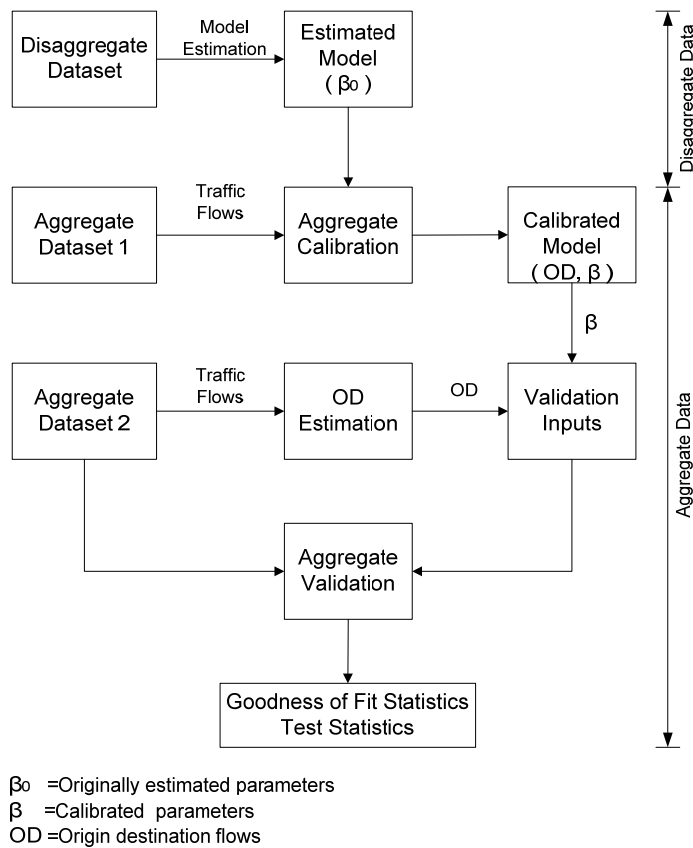 Disaggregate
Dataset
Model
Estimation
Estimated
Model
( β₀ )
Disaggregate Data
Aggregate
Dataset 1
Traffic
Flows
Aggregate
Calibration
Calibrated
Model
( OD, β )
β
Aggregate
Dataset 2
Traffic
Flows
OD
Estimation
OD
Validation
Inputs
Aggregate Data
Aggregate
Validation
Goodness of Fit Statistics
Test Statistics
β₀ =Originally estimated parameters
β =Calibrated parameters
OD =Origin destination flows